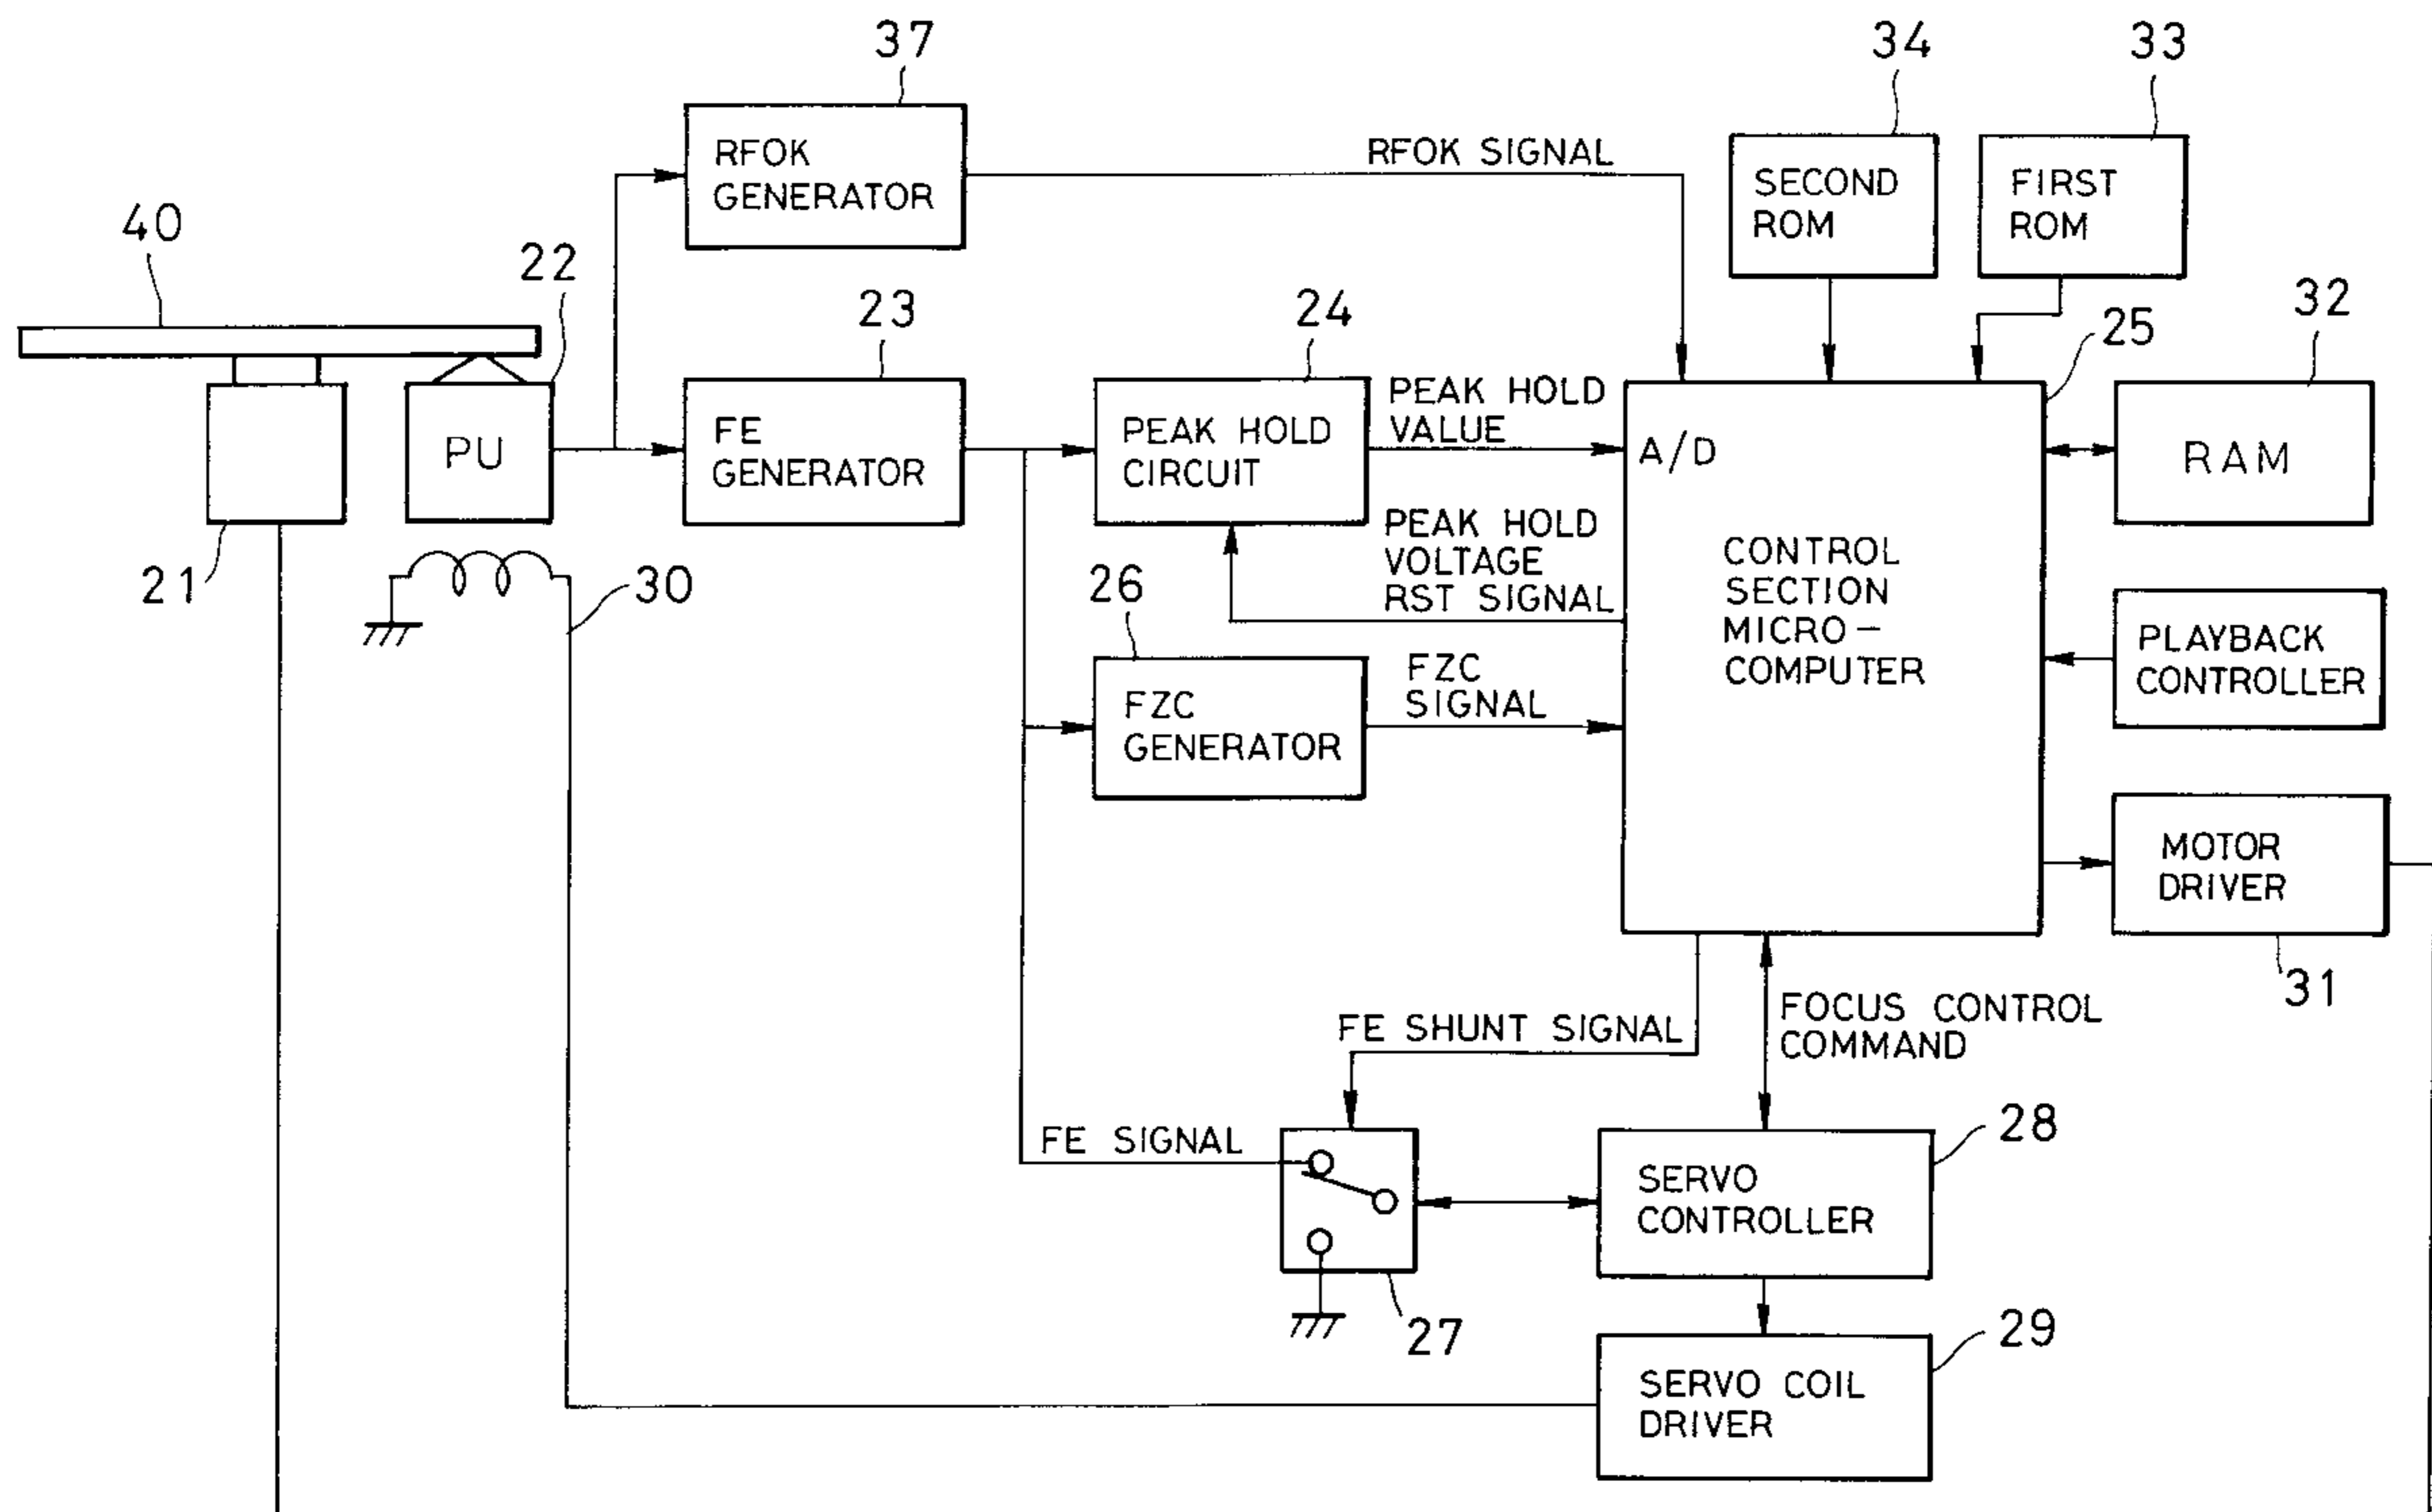 37
34
33
RFOK
GENERATOR
RFOK SIGNAL
SECOND
ROM
FIRST
ROM
40
22
23
24
25
32
PU
FE
GENERATOR
PEAK HOLD
CIRCUIT
PEAK HOLD
VALUE
A/D
RAM
PEAK HOLD
VOLTAGE
RST SIGNAL
CONTROL
SECTION
MICRO-
COMPUTER
21
30
26
PLAYBACK
CONTROLLER
FZC
GENERATOR
FZC
SIGNAL
MOTOR
DRIVER
31
FE SHUNT SIGNAL
FOCUS CONTROL
COMMAND
FE SIGNAL
28
SERVO
CONTROLLER
27
29
SERVO COIL
DRIVER